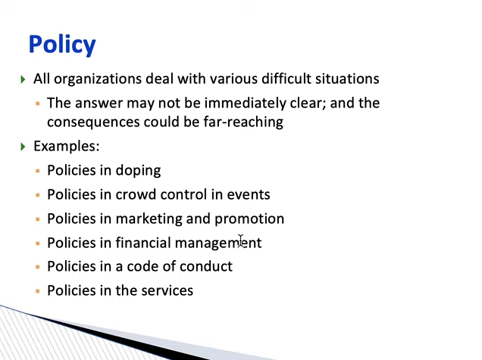 Policy
All organizations deal with various difficult situations
The answer may not be immediately clear; and the
consequences could be far-reaching
Examples:
Policies in doping
Policies in crowd control in events
Policies in marketing and promotion
Policies in financial management
Policies in a code of conduct
Policies in the services